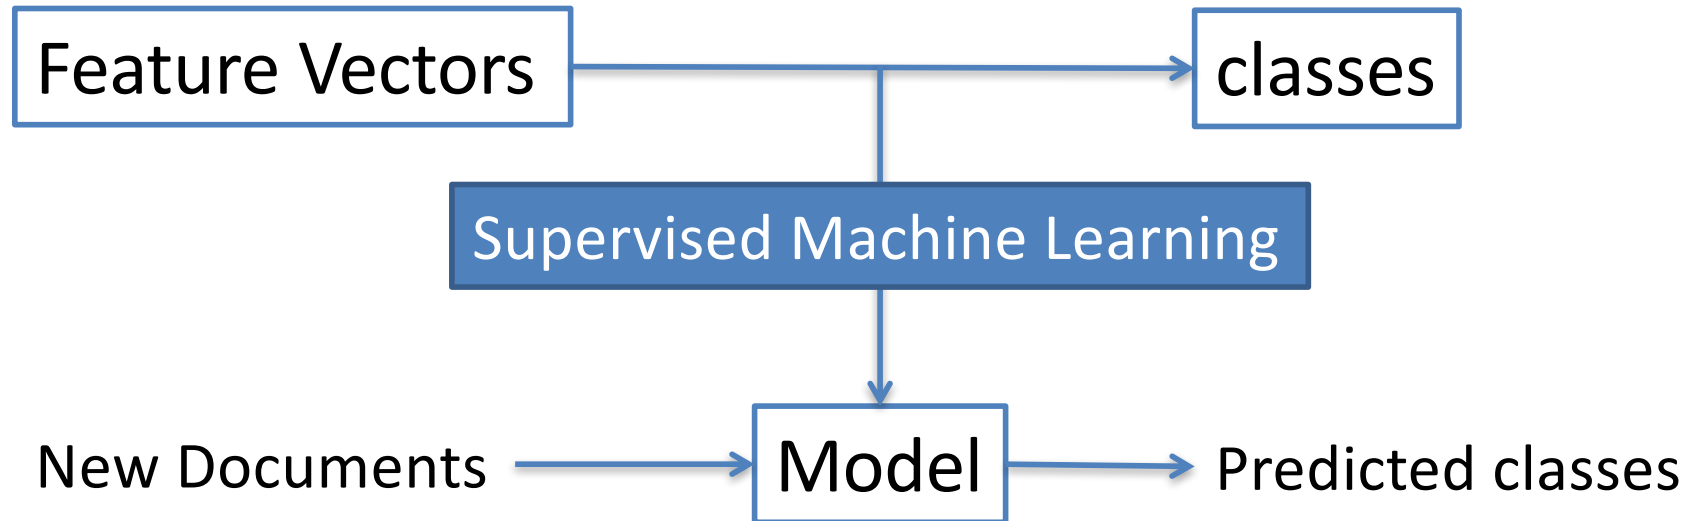 Feature Vectors
classes
Supervised Machine Learning
New Documents
Model
Predicted classes